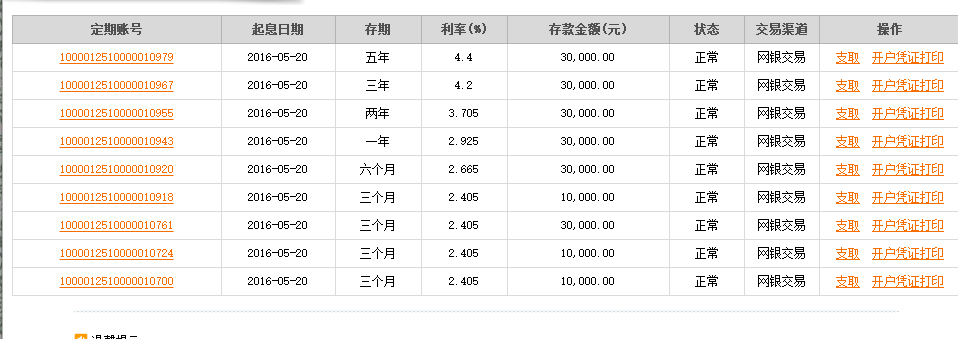 定期账号 起息日期 存期 利率(%) 存款金额(元) 状态 交易渠道 操作
1000012510000010979 2016-05-20 五年 4.4 30,000.00 正常 网银交易 支取 开户凭证打印
1000012510000010967 2016-05-20 三年 4.2 30,000.00 正常 网银交易 支取 开户凭证打印
1000012510000010955 2016-05-20 两年 3.705 30,000.00 正常 网银交易 支取 开户凭证打印
1000012510000010943 2016-05-20 一年 2.925 30,000.00 正常 网银交易 支取 开户凭证打印
1000012510000010920 2016-05-20 六个月 2.665 30,000.00 正常 网银交易 支取 开户凭证打印
1000012510000010918 2016-05-20 三个月 2.405 10,000.00 正常 网银交易 支取 开户凭证打印
1000012510000010761 2016-05-20 三个月 2.405 30,000.00 正常 网银交易 支取 开户凭证打印
1000012510000010724 2016-05-20 三个月 2.405 10,000.00 正常 网银交易 支取 开户凭证打印
1000012510000010700 2016-05-20 三个月 2.405 10,000.00 正常 网银交易 支取 开户凭证打印